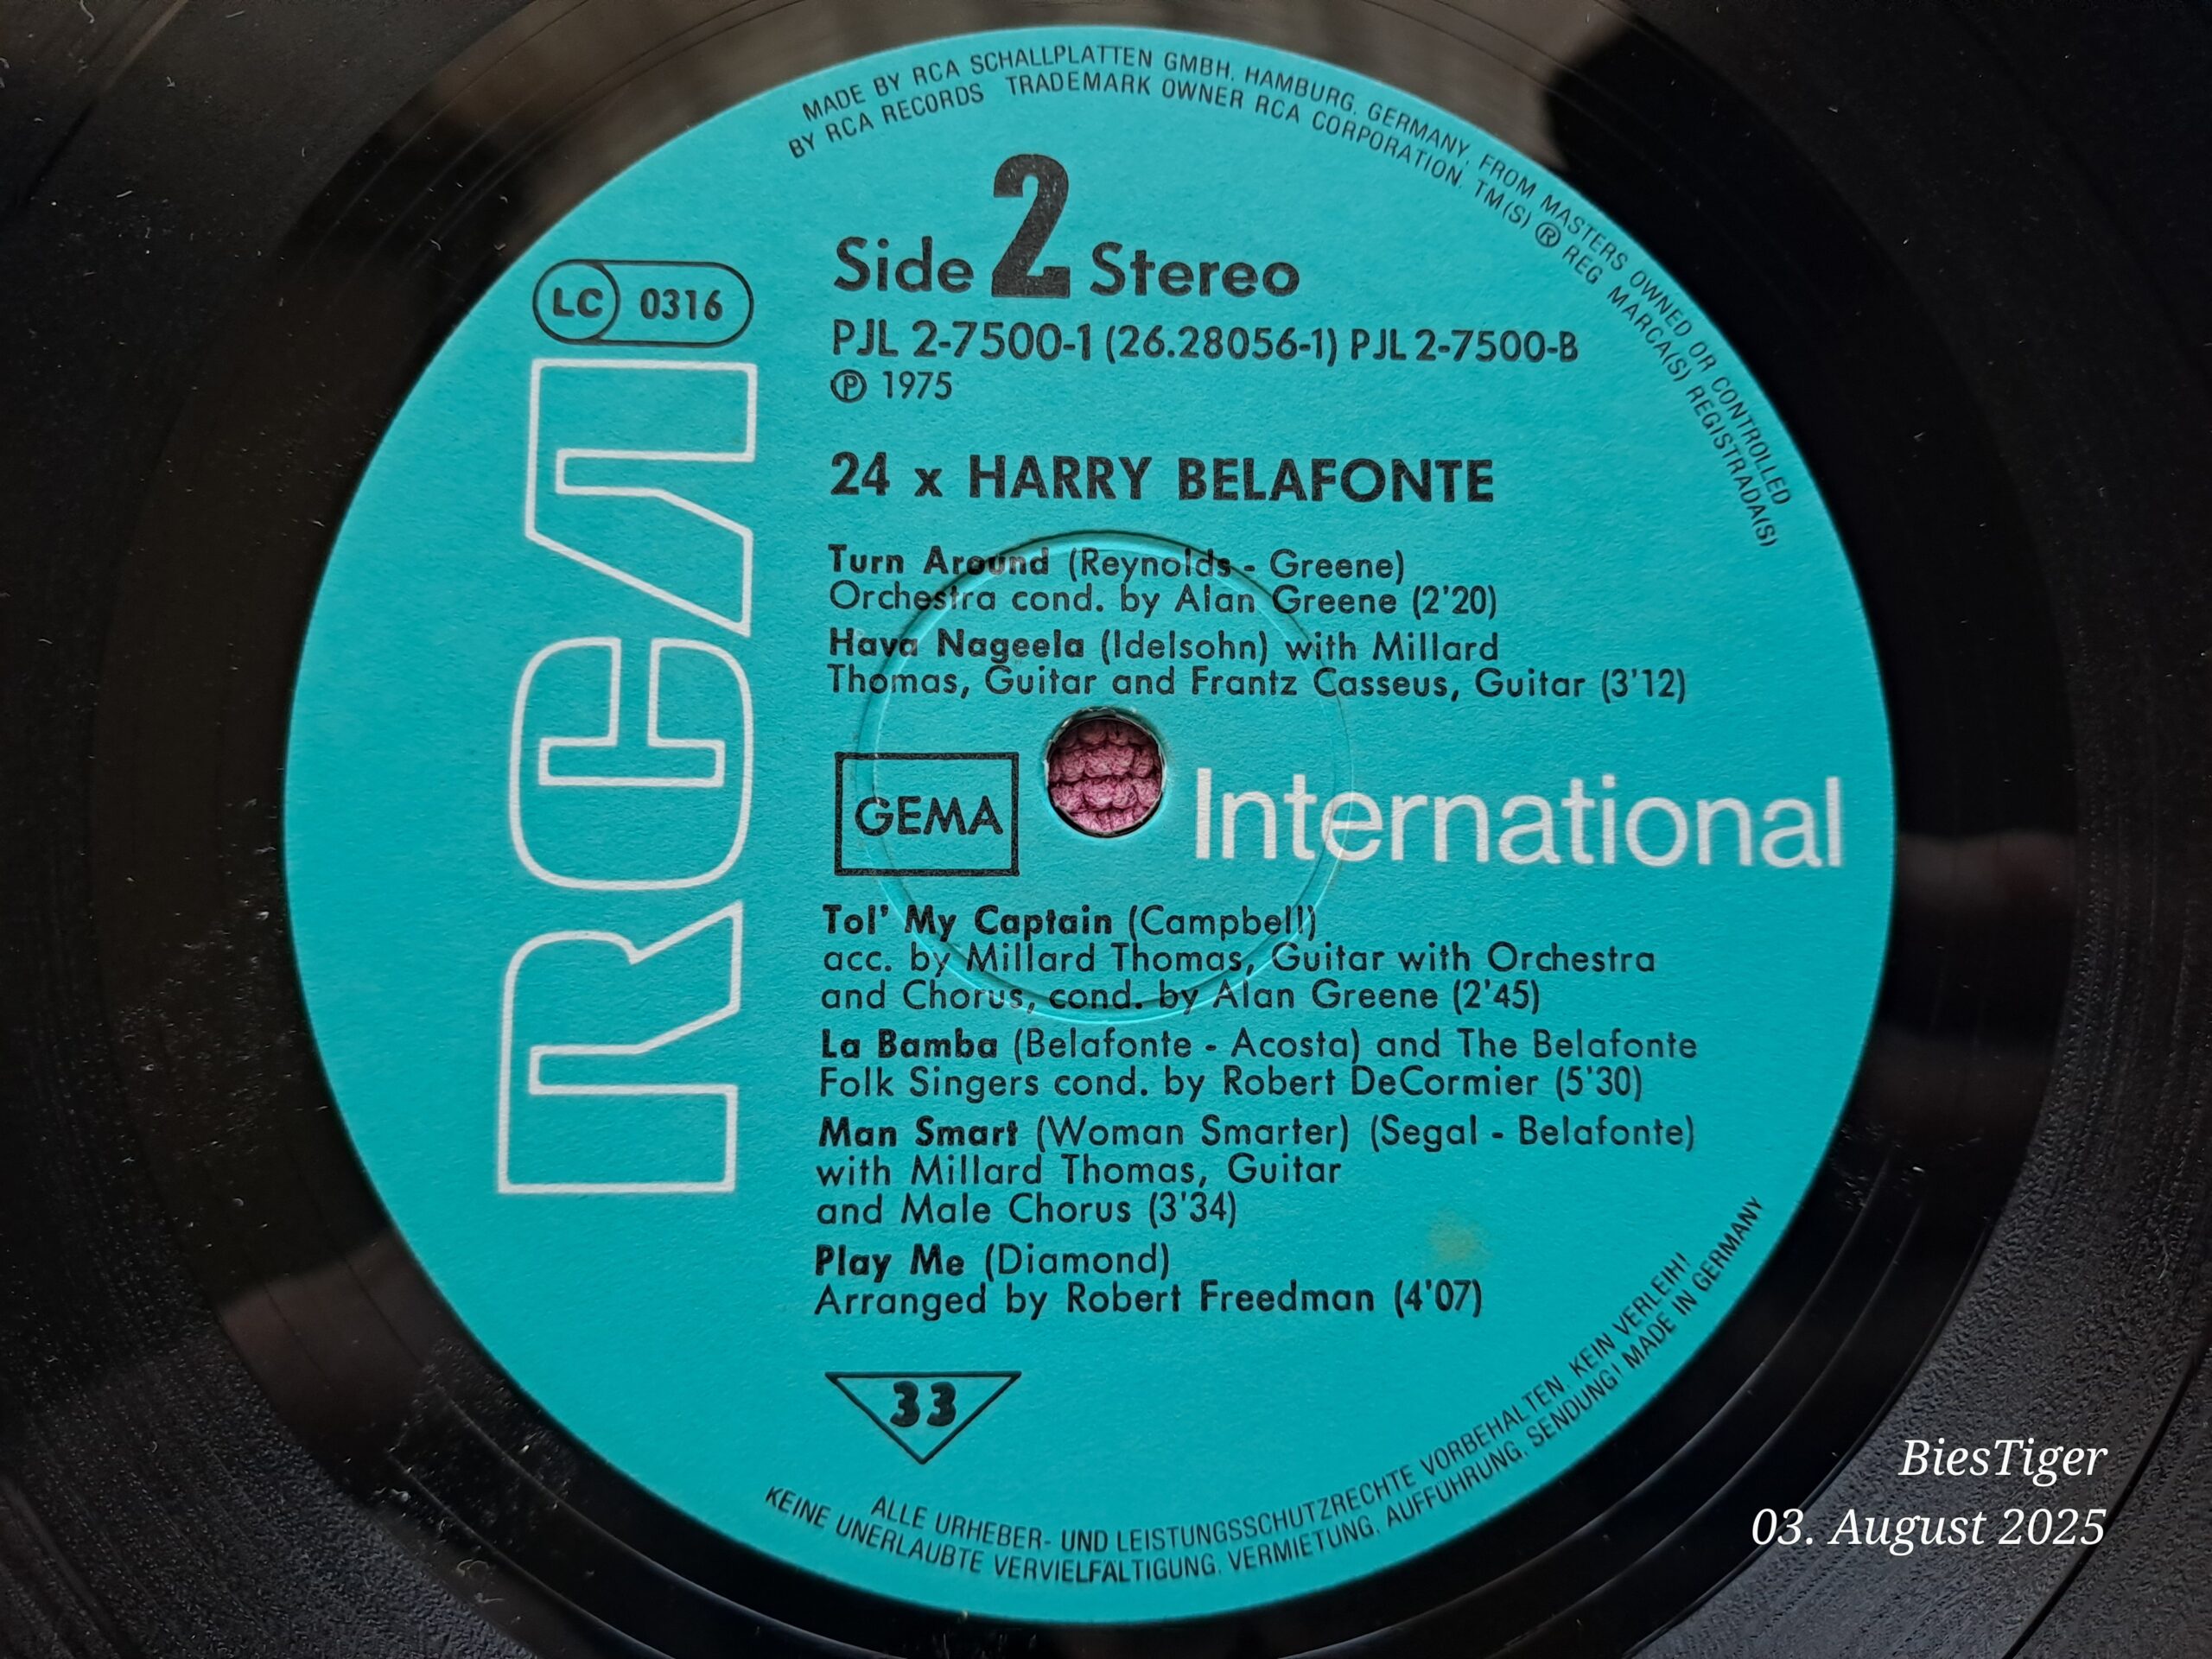 MADE BY RCA SCHALLPLATTEN GMBH, HAMBURG, GERMANY, FROM MASTERS OWNED OR CONTROLLED
BY RCA RECORDS TRADEMARK OWNER RCA CORPORATION. TM(S) ® REG MARCA(S) REGISTRADA(S)
Side 2 Stereo
LC 0316
PJL 2-7500-1 (26.28056-1) PJL 2-7500-B
℗ 1975
RCA
24 x HARRY BELAFONTE
Turn Around (Reynolds - Greene)
Orchestra cond. by Alan Greene (2'20)
Hava Nageela (Idelsohn) with Millard
Thomas, Guitar and Frantz Casseus, Guitar (3'12)
GEMA
International
Tol' My Captain (Campbell)
acc. by Millard Thomas, Guitar with Orchestra
and Chorus, cond. by Alan Greene (2'45)
La Bamba (Belafonte - Acosta) and The Belafonte
Folk Singers cond. by Robert DeCormier (5'30)
Man Smart (Woman Smarter) (Segal - Belafonte)
with Millard Thomas, Guitar
and Male Chorus (3'34)
Play Me (Diamond)
Arranged by Robert Freedman (4'07)
33
ALLE URHEBER- UND LEISTUNGSSCHUTZRECHTE VORBEHALTEN. KEIN VERLEIH!
KEINE UNERLAUBTE VERVIELFÄLTIGUNG, VERMIETUNG, AUFFÜHRUNG, SENDUNG! MADE IN GERMANY
BiesTiger
03. August 2025